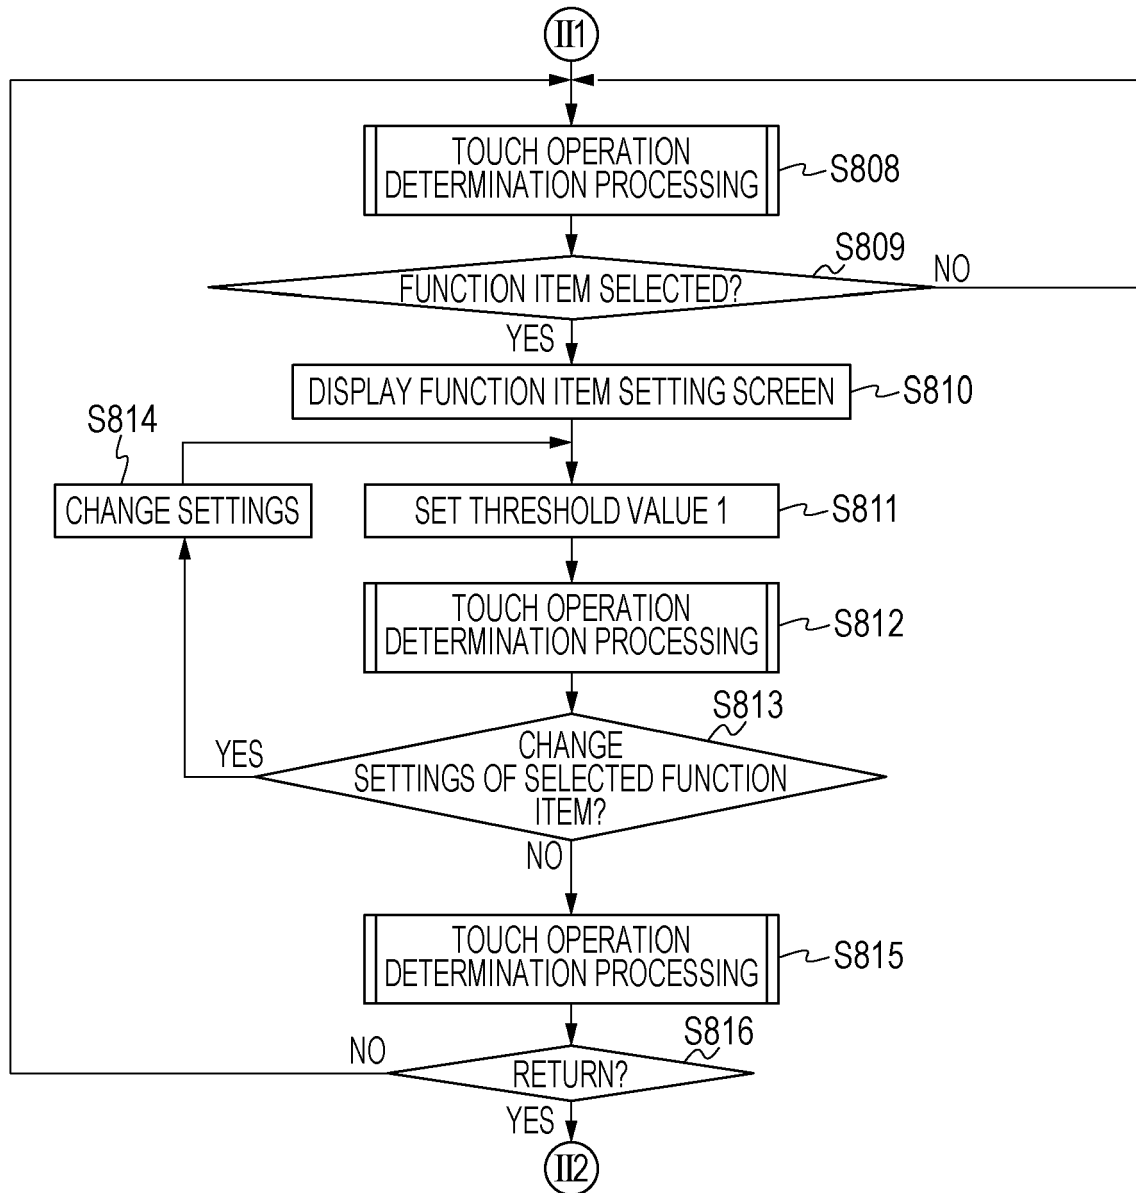 II1
TOUCH OPERATION
DETERMINATION PROCESSING
S808
S809
FUNCTION ITEM SELECTED?
NO
YES
DISPLAY FUNCTION ITEM SETTING SCREEN
S810
S814
CHANGE SETTINGS
SET THRESHOLD VALUE 1
S811
TOUCH OPERATION
DETERMINATION PROCESSING
S812
S813
YES
CHANGE
SETTINGS OF SELECTED FUNCTION
ITEM?
NO
TOUCH OPERATION
DETERMINATION PROCESSING
S815
S816
NO
RETURN?
YES
II2